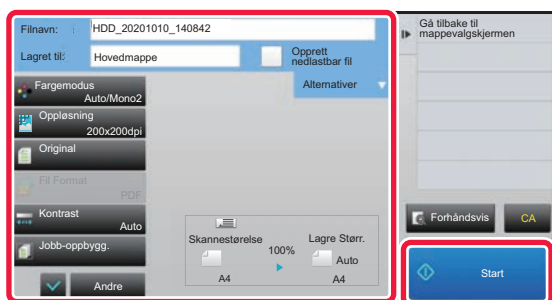 Filnavn: :
HDD_20201010_140842
Lagret til:
Hovedmappe
Opprett
nedlastbar fil
Alternativer
Fargemodus
Auto/Mono2
Oppløsning
200x200dpi
Original
Fil Format
PDF
Kontrast
Auto
Jobb-oppbygg.
Andre
Skannestørelse
A4
100%
Lagre Størr.
Auto
A4
Gå tilbake til
mappevalgskjermen
Forhåndsvis
CA
Start